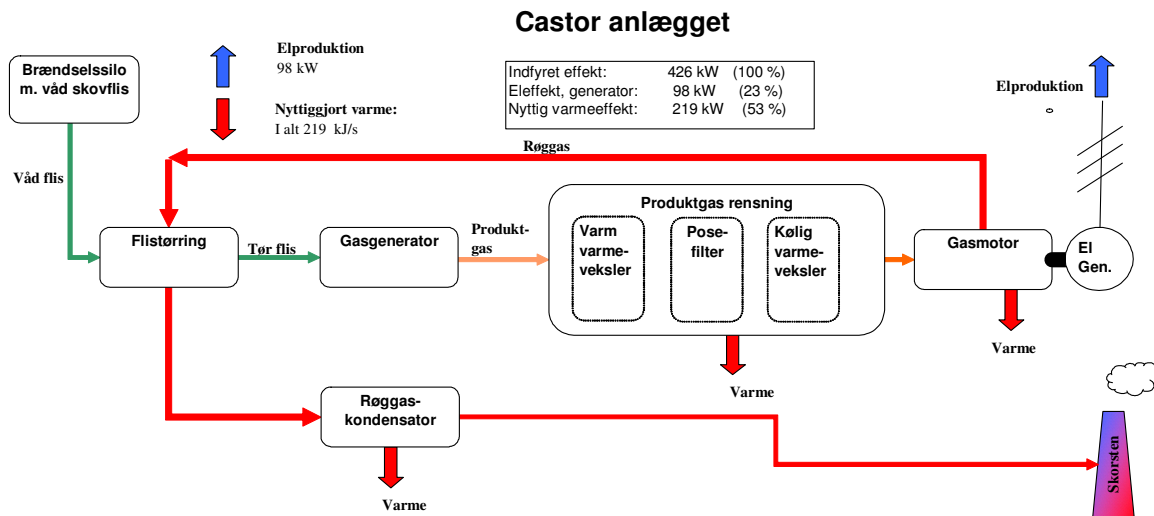 Castor anlægget
Brændselssilo
m. våd skovflis
Elproduktion
98 kW
Nyttiggjort varme:
I alt 219 kJ/s
Indfyret effekt: 426 kW (100 %)
Eleffekt, generator: 98 kW (23 %)
Nyttig varmeeffekt: 219 kW (53 %)
Elproduktion
Røggas
Våd flis
Flistørring
Tør flis
Gasgenerator
Produkt-
gas
Produktgas rensning
Varm
varme-
veksler
Pose-
filter
Kølig
varme-
veksler
Gasmotor
El
Gen.
Varme
Varme
Røggas-
kondensator
Varme
Skorsten